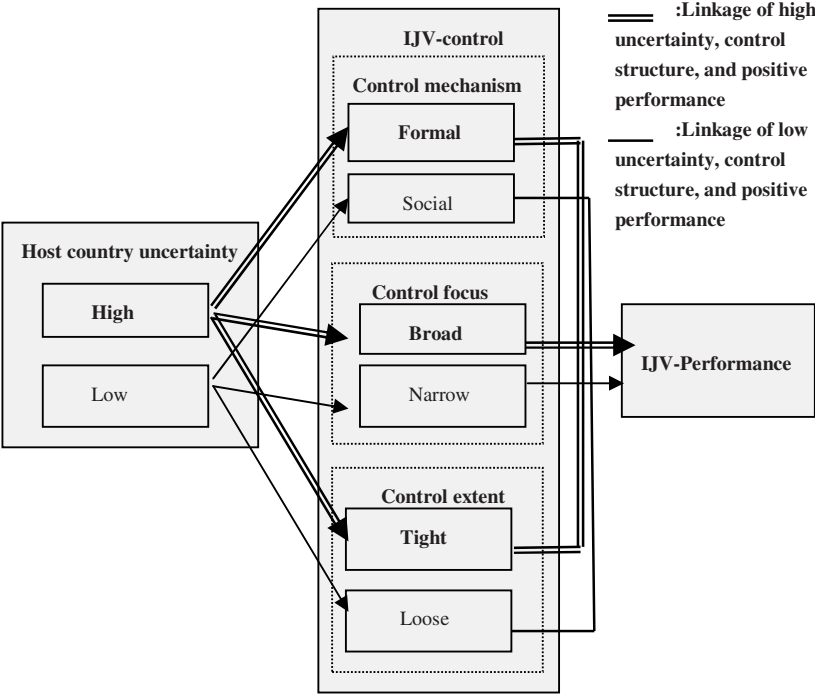 :Linkage of high
uncertainty, control
structure, and positive
performance
:Linkage of low
uncertainty, control
structure, and positive
performance
IJV-control
Control mechanism
Formal
Social
Host country uncertainty
High
Low
Control focus
Broad
Narrow
IJV-Performance
Control extent
Tight
Loose